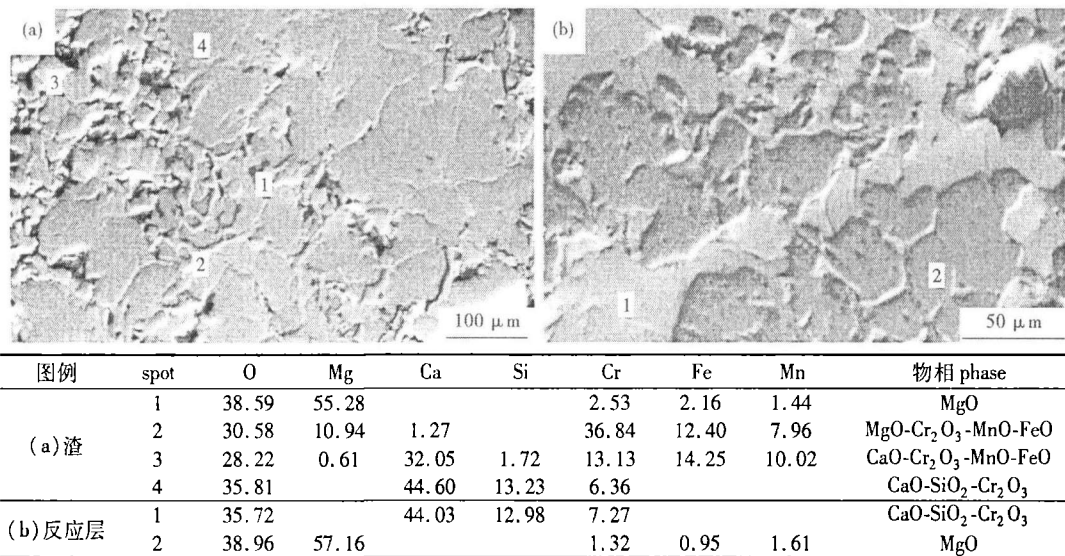 (a)
4
3
1
2
100 μm
(b)
1
2
50 μm
图例 spot O Mg Ca Si Cr Fe Mn 物相 phase
(a)渣 1 38.59 55.28 2.53 2.16 1.44 MgO
2 30.58 10.94 1.27 36.84 12.40 7.96 MgO-Cr₂O₃-MnO-FeO
3 28.22 0.61 32.05 1.72 13.13 14.25 10.02 CaO-Cr₂O₃-MnO-FeO
4 35.81 44.60 13.23 6.36 CaO-SiO₂-Cr₂O₃
(b)反应层 1 35.72 44.03 12.98 7.27 CaO-SiO₂-Cr₂O₃
2 38.96 57.16 1.32 0.95 1.61 MgO